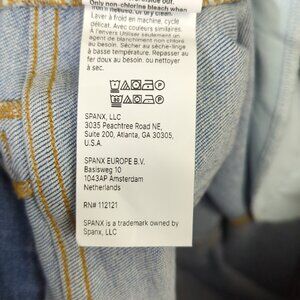 Only non-chlorine bleach when
Laver à froid en machine, cycle
délicat. Avec couleurs similaires.
À l'envers Utiliser seulement un
agent de blanchiment non chloré
au besoin. Sécher au sèche-linge
à basse température. Repasser au
fer doux au besoin. ou nettoyer
à sec.
SPANX, LLC
3035 Peachtree Road NE,
Suite 200, Atlanta, GA 30305,
U.S.A.
SPANX EUROPE B.V.
Basisweg 10
1043AP Amsterdam
Netherlands
RN# 112121
SPANX is a trademark owned by
Spanx, LLC